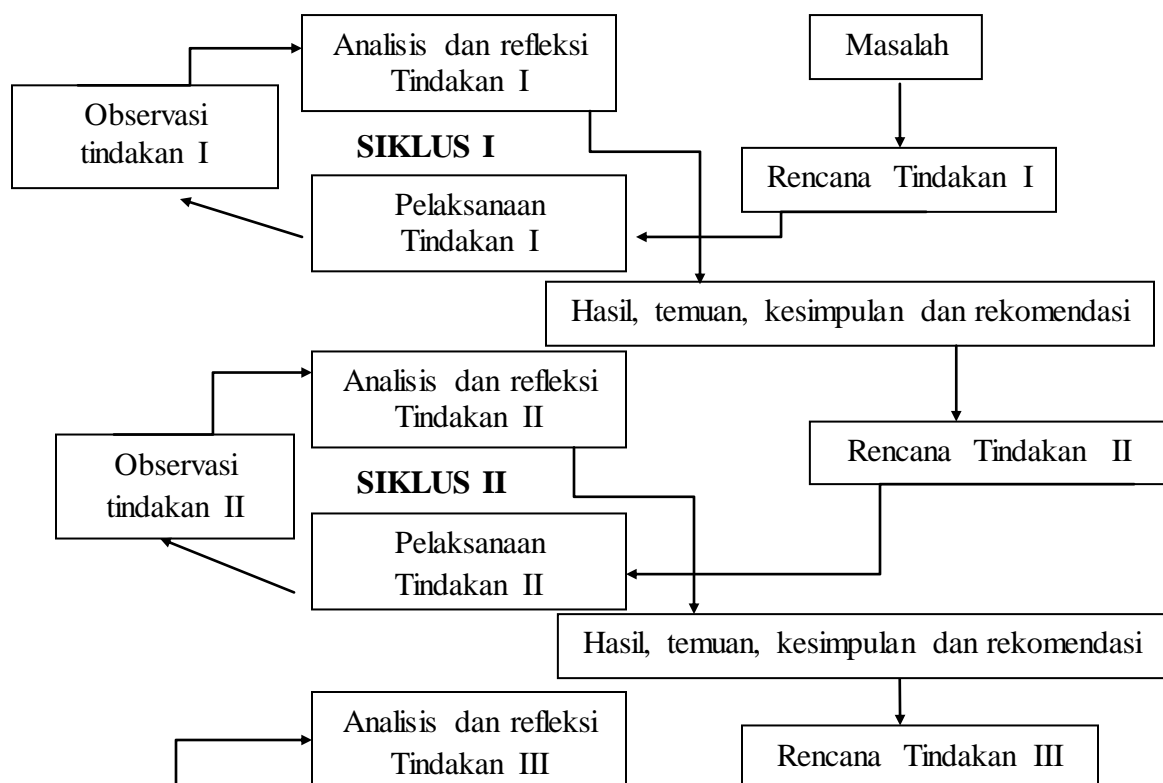 Analisis dan refleksi
Tindakan I
Masalah
Observasi
tindakan I
SIKLUS I
Rencana Tindakan I
Pelaksanaan
Tindakan I
Hasil, temuan, kesimpulan dan rekomendasi
Analisis dan refleksi
Tindakan II
Observasi
tindakan II
Rencana Tindakan II
SIKLUS II
Pelaksanaan
Tindakan II
Hasil, temuan, kesimpulan dan rekomendasi
Analisis dan refleksi
Tindakan III
Rencana Tindakan III